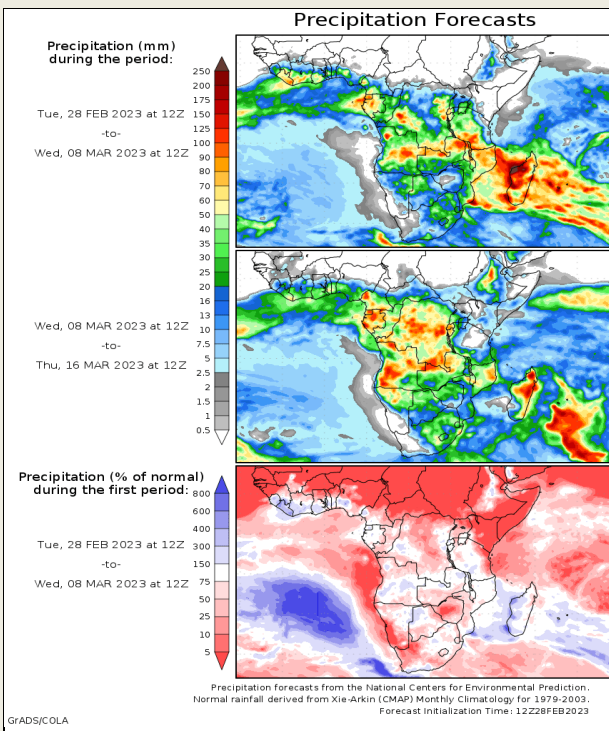 Precipitation Forecasts
Precipitation (mm)
during the period:
Tue, 28 FEB 2023 at 12Z
-to-
Wed, 08 MAR 2023 at 12Z
250
200
175
150
125
100
90
80
70
60
50
40
35
30
25
20
16
13
10
7.5
5
2.5
2
1.5
1
0.5
Wed, 08 MAR 2023 at 12Z
-to-
Thu, 16 MAR 2023 at 12Z
Precipitation (% of normal)
during the first period:
Tue, 28 FEB 2023 at 12Z
-to-
Wed, 08 MAR 2023 at 12Z
800
600
400
300
150
75
50
25
10
5
Precipitation forecasts from the National Centers for Environmental Prediction.
Normal rainfall derived from Xie-Arkin (CMAP) Monthly Climatology for 1979-2003.
Forecast Initialization Time: 12Z28FEB2023
GrADS/COLA